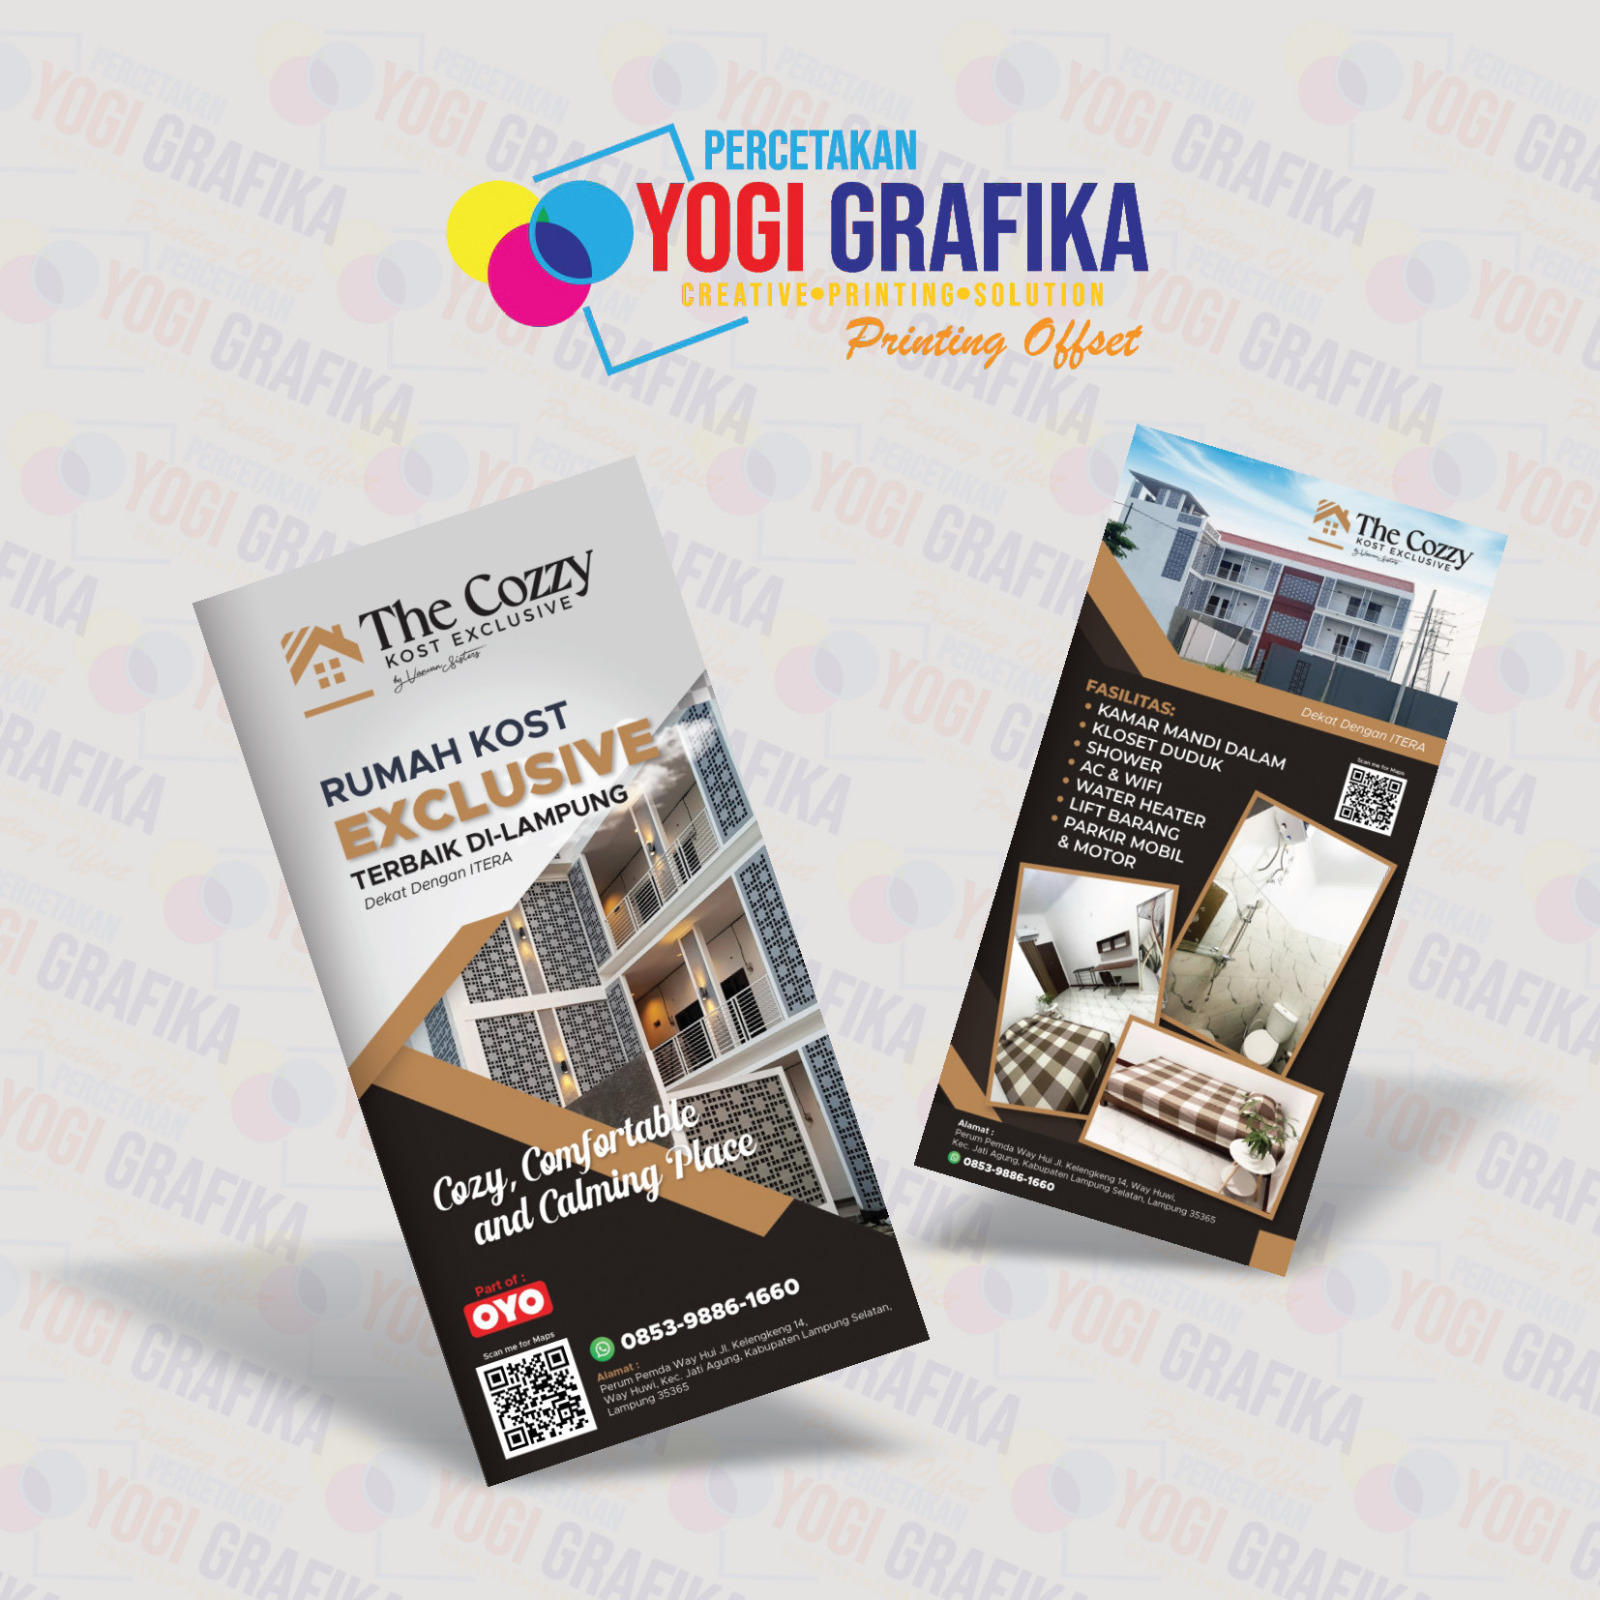 PERCETAKAN
YOGI GRAFIKA
CREATIVE•PRINTING•SOLUTION
Printing Offset
The Cozzy
KOST EXCLUSIVE
RUMAH KOST
EXCLUSIVE
TERBAIK DI-LAMPUNG
Dekat Dengan ITERA
Cozy, Comfortable
and Calming Place
Part of :
OYO
Scan me for Maps
0853-9886-1660
Alamat :
Perum Pemda Way Hui Jl. Kelengkeng 14,
Way Huwi, Kec. Jati Agung, Kabupaten Lampung Selatan,
Lampung 35365
The Cozzy
KOST EXCLUSIVE
Dekat Dengan ITERA
Scan me for Maps
FASILITAS:
• KAMAR MANDI DALAM
• KLOSET DUDUK
• SHOWER
• AC & WIFI
• WATER HEATER
• LIFT BARANG
• PARKIR MOBIL
& MOTOR
Alamat :
Perum Pemda Way Hui Jl. Kelengkeng 14, Way Huwi,
Kec. Jati Agung, Kabupaten Lampung Selatan, Lampung 35365
0853-9886-1660